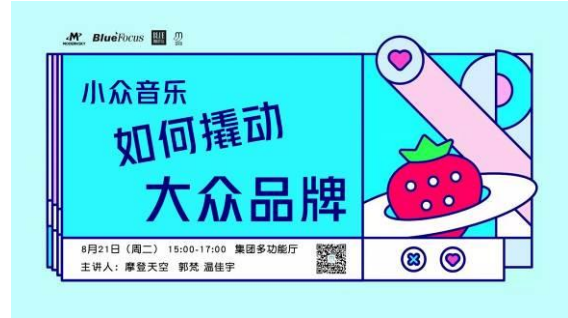 MODERNSKY BlueFocus
小众音乐
如何撬动
大众品牌
8月21日（周二） 15:00-17:00 集团多功能厅
主讲人：摩登天空 郭梵 温佳宇